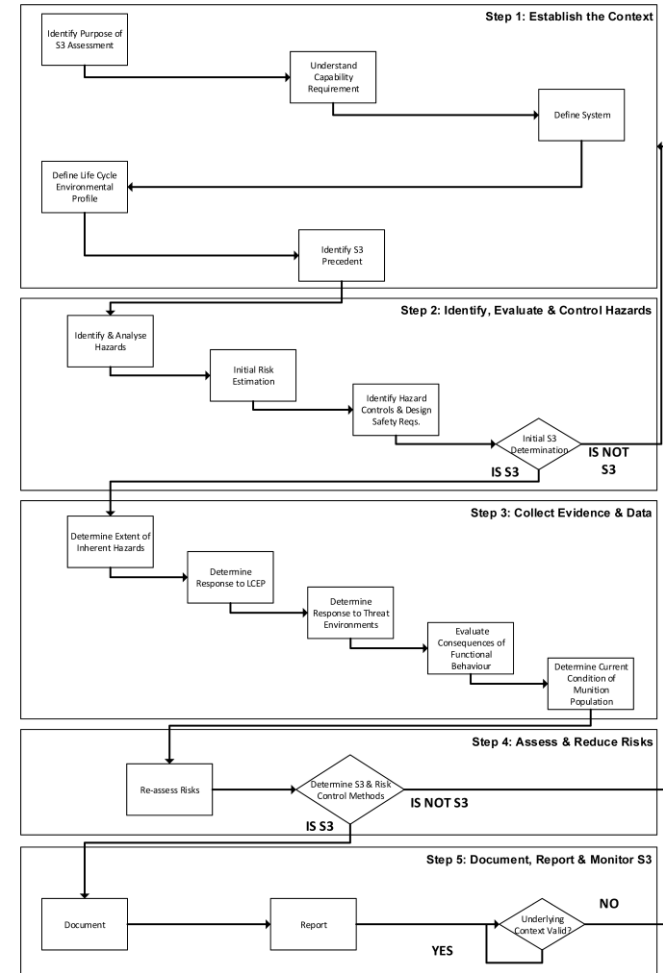 Step 1: Establish the Context
Identify Purpose of
S3 Assessment
Understand
Capability
Requirement
Define System
Define Life Cycle
Environmental
Profile
Identify S3
Precedent
Step 2: Identify, Evaluate & Control Hazards
Identify & Analyse
Hazards
Initial Risk
Estimation
Identify Hazard
Controls & Design
Safety Reqs.
Initial S3
Determination
IS NOT
S3
IS S3
Step 3: Collect Evidence & Data
Determine Extent of
Inherent Hazards
Determine
Response to LCEP
Determine
Response to Threat
Environments
Evaluate
Consequences of
Functional
Behaviour
Determine Current
Condition of
Munition
Population
Step 4: Assess & Reduce Risks
Re-assess Risks
Determine S3 & Risk
Control Methods
IS NOT S3
IS S3
Step 5: Document, Report & Monitor S3
Document
Report
Underlying
Context Valid?
NO
YES